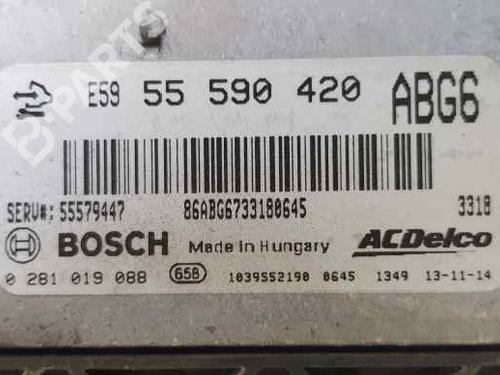 E59 55 590 420 ABG6
SERV#: 55579447 86ABG6733180645 3318
BOSCH Made in Hungary ACDelco
0 281 019 088 658 1039S52190 0645 1349 13-11-14